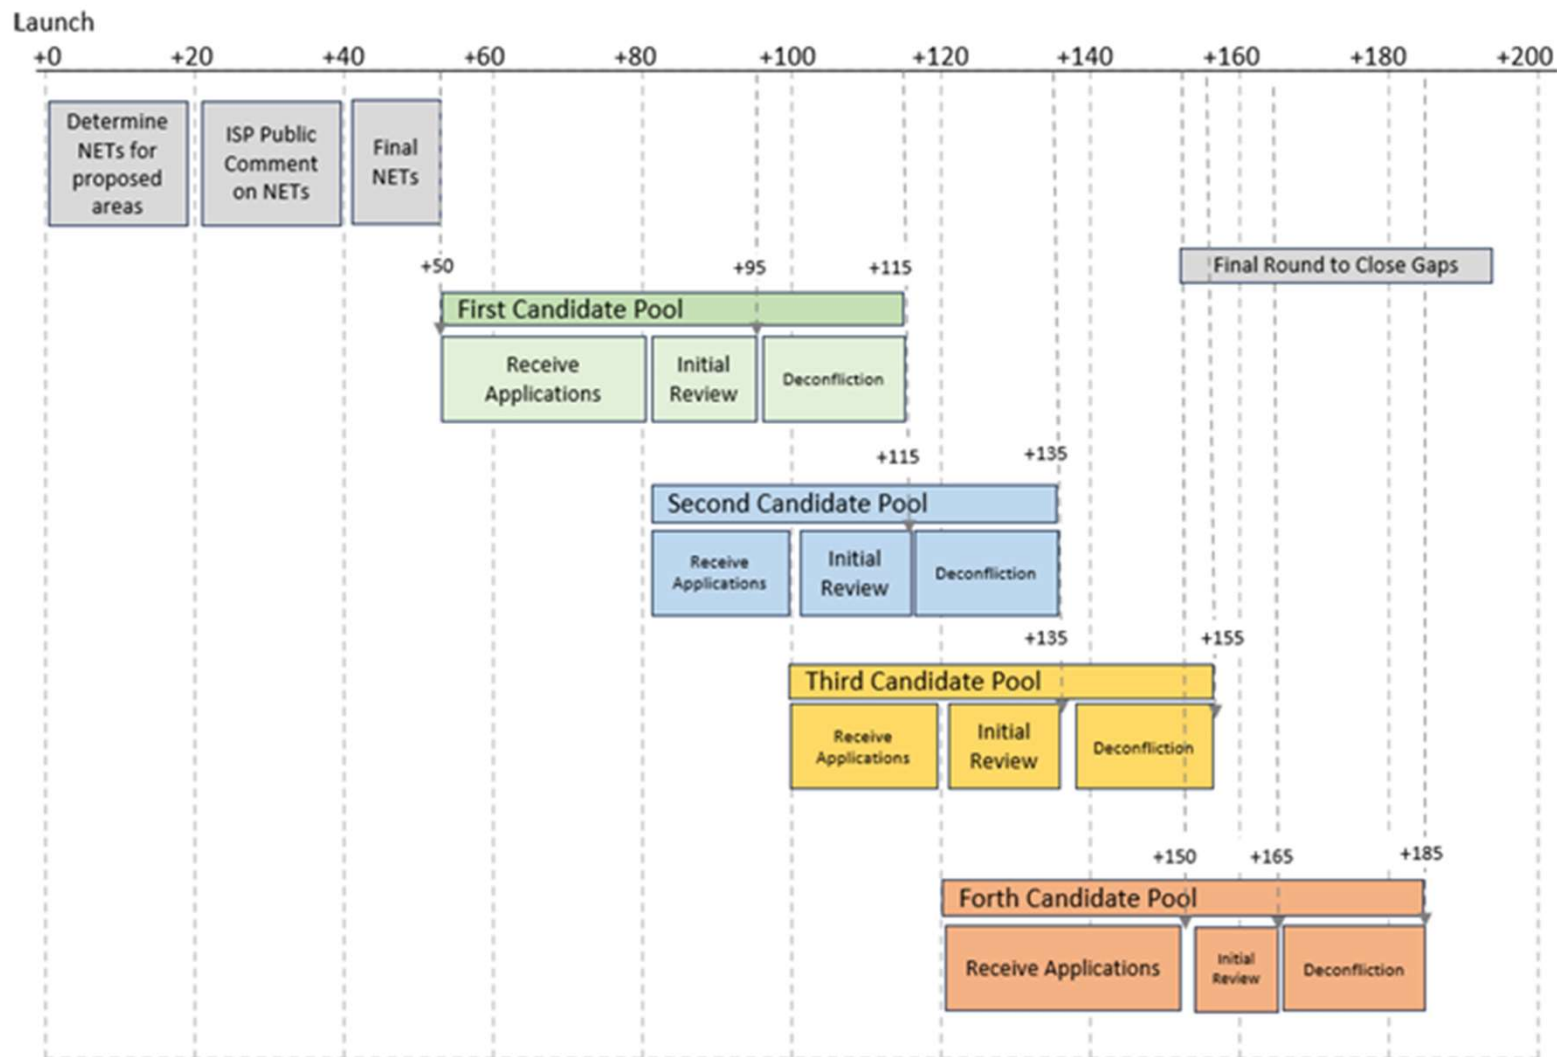 Launch
+0 +20 +40 +60 +80 +100 +120 +140 +160 +180 +200
Determine
NETs for
proposed
areas
ISP Public
Comment
on NETs
Final
NETs
Final Round to Close Gaps
+50 +95 +115
First Candidate Pool
Receive
Applications
Initial
Review
Deconfliction
+115 +135
Second Candidate Pool
Receive
Applications
Initial
Review
Deconfliction
+135 +155
Third Candidate Pool
Receive
Applications
Initial
Review
Deconfliction
+150 +165 +185
Forth Candidate Pool
Receive Applications
Initial
Review
Deconfliction